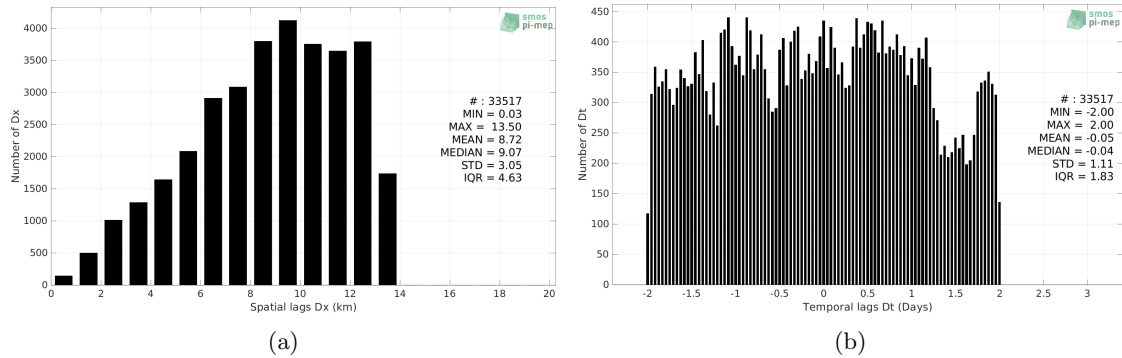 smos
pi-mep
4000
3500
3000
2500
2000
1500
1000
500
0
Number of Dx
# : 33517
MIN = 0.03
MAX = 13.50
MEAN = 8.72
MEDIAN = 9.07
STD = 3.05
IQR = 4.63
0 2 4 6 8 10 12 14 16 18 20
Spatial lags Dx (km)
(a)
smos
pi-mep
450
400
350
300
250
200
150
100
50
0
Number of Dt
# : 33517
MIN = -2.00
MAX = 2.00
MEAN = -0.05
MEDIAN = -0.04
STD = 1.11
IQR = 1.83
-2 -1.5 -1 -0.5 0 0.5 1 1.5 2 2.5 3
Temporal lags Dt (Days)
(b)